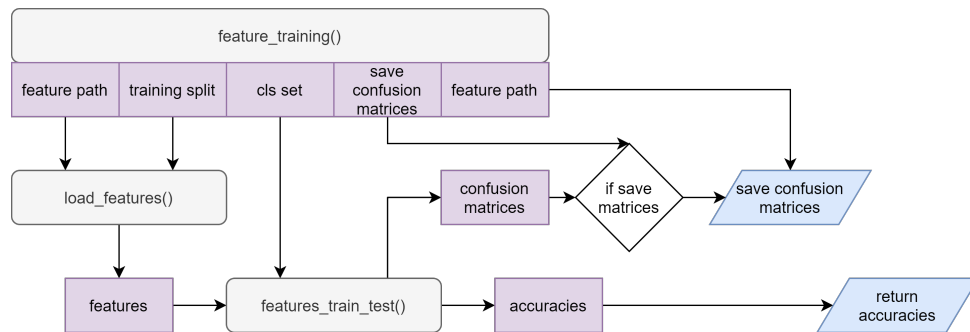 feature_training()
feature path
training split
cls set
save
confusion
matrices
feature path
load_features()
confusion
matrices
if save
matrices
save confusion
matrices
features
features_train_test()
accuracies
return
accuracies